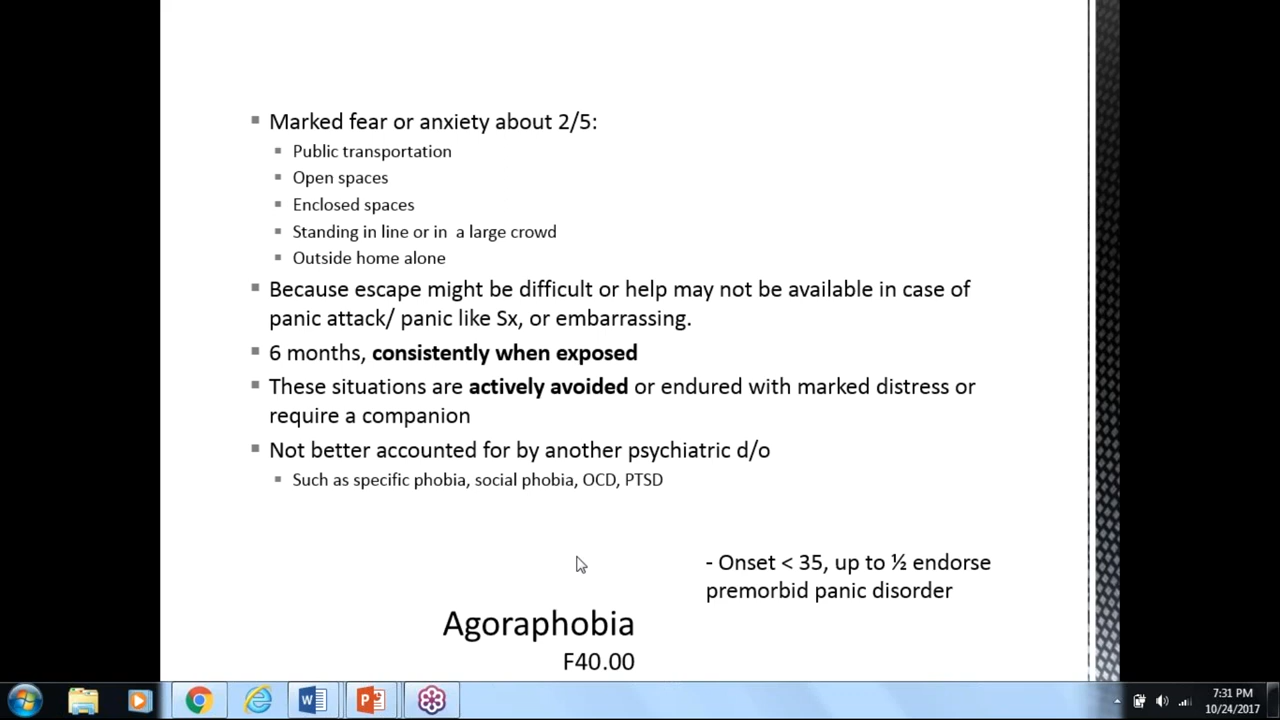 Marked fear or anxiety about 2/5:
Public transportation
Open spaces
Enclosed spaces
Standing in line or in a large crowd
Outside home alone
Because escape might be difficult or help may not be available in case of
panic attack/ panic like Sx, or embarrassing.
6 months, consistently when exposed
These situations are actively avoided or endured with marked distress or
require a companion
Not better accounted for by another psychiatric d/o
Such as specific phobia, social phobia, OCD, PTSD
- Onset < 35, up to ½ endorse
premorbid panic disorder
Agoraphobia
F40.00
7:31 PM
10/24/2017